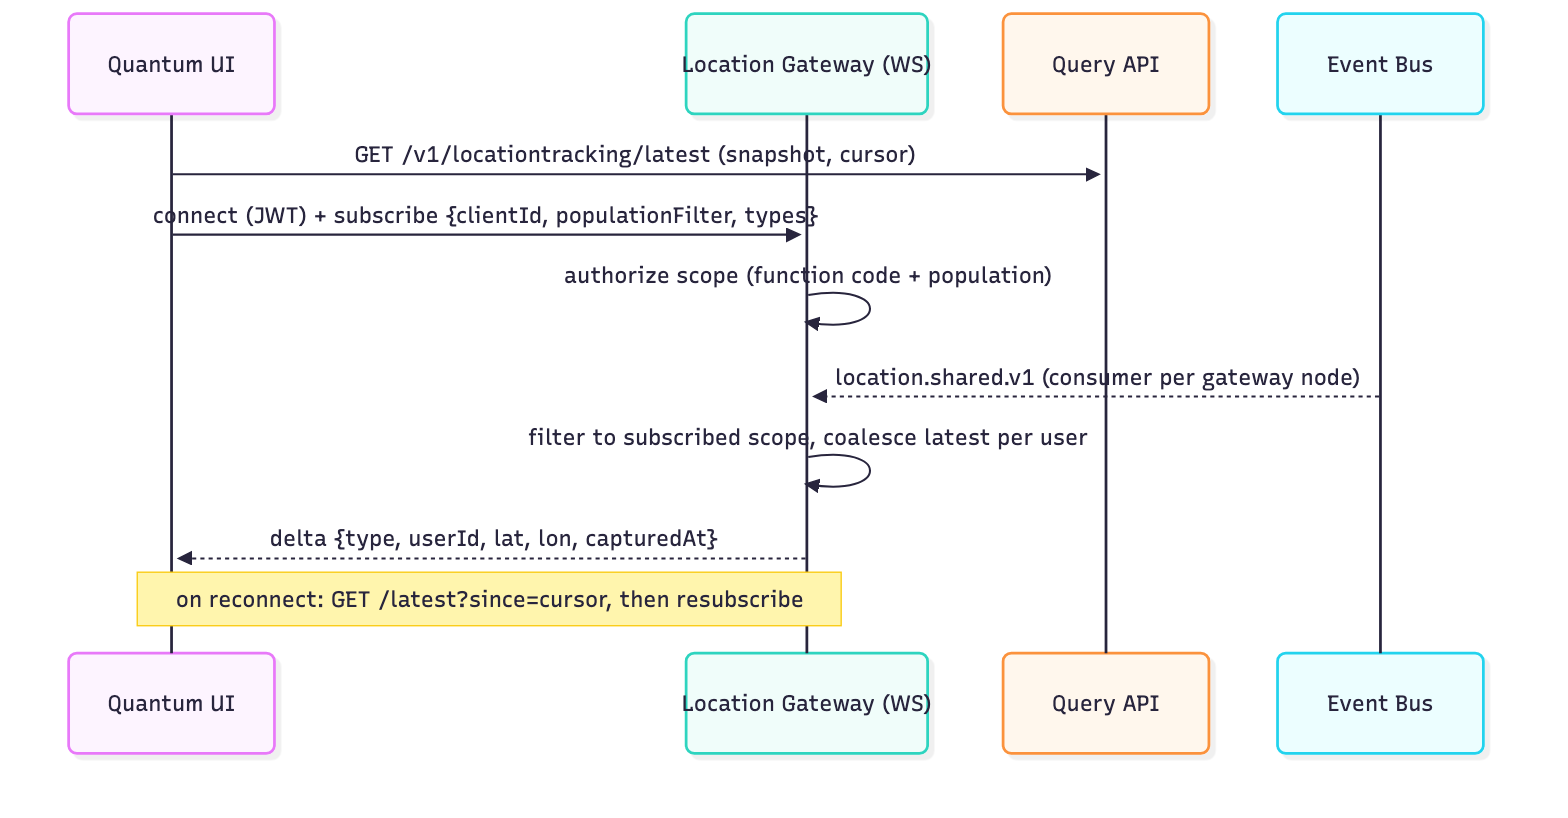 Quantum UI
Location Gateway (WS)
Query API
Event Bus
GET /v1/locationtracking/latest (snapshot, cursor)
connect (JWT) + subscribe {clientId, populationFilter, types}
authorize scope (function code + population)
location.shared.v1 (consumer per gateway node)
filter to subscribed scope, coalesce latest per user
delta {type, userId, lat, lon, capturedAt}
on reconnect: GET /latest?since=cursor, then resubscribe
Quantum UI
Location Gateway (WS)
Query API
Event Bus